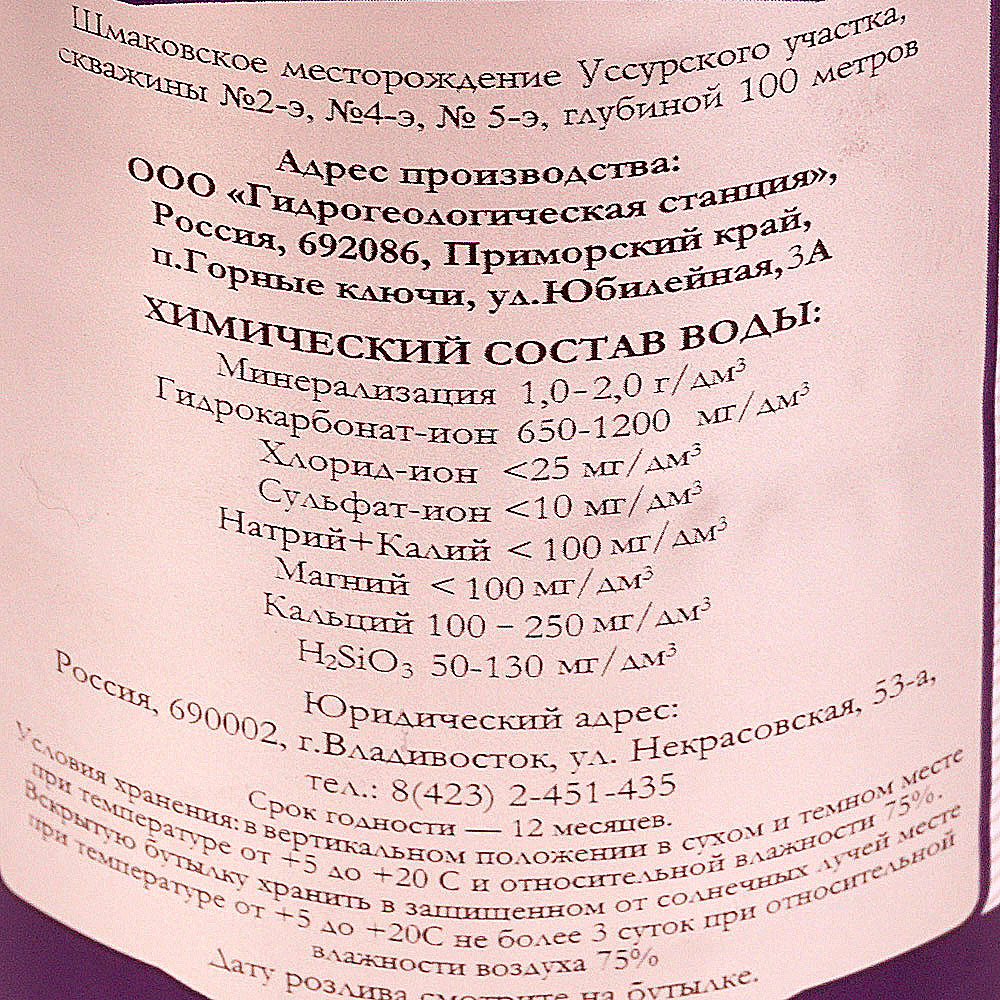 Шмаковское месторождение Уссурского участка,
скважины №2-э, №4-э, № 5-э, глубиной 100 метров
Адрес производства:
ООО «Гидрогеологическая станция»,
Россия, 692086, Приморский край,
п.Горные ключи, ул.Юбилейная,3А
ХИМИЧЕСКИЙ СОСТАВ ВОДЫ:
Минерализация 1,0–2,0 г/дм³
Гидрокарбонат-ион 650-1200 мг/дм³
Хлорид-ион <25 мг/дм³
Сульфат-ион <10 мг/дм³
Натрий+Калий < 100 мг/дм³
Магний < 100 мг/дм³
Кальций 100 – 250 мг/дм³
H₂SiO₃ 50-130 мг/дм³
Юридический адрес:
Россия, 690002, г.Владивосток, ул. Некрасовская, 53-а,
тел.: 8(423) 2-451-435
Срок годности — 12 месяцев.
Условия хранения: в вертикальном положении в сухом и темном месте
при температуре от +5 до +20 С и относительной влажности 75%.
Вскрытую бутылку хранить в защищенном от солнечных лучей месте
при температуре от +5 до +20С не более 3 суток при относительной
влажности воздуха 75%
Дату розлива смотрите на бутылке.